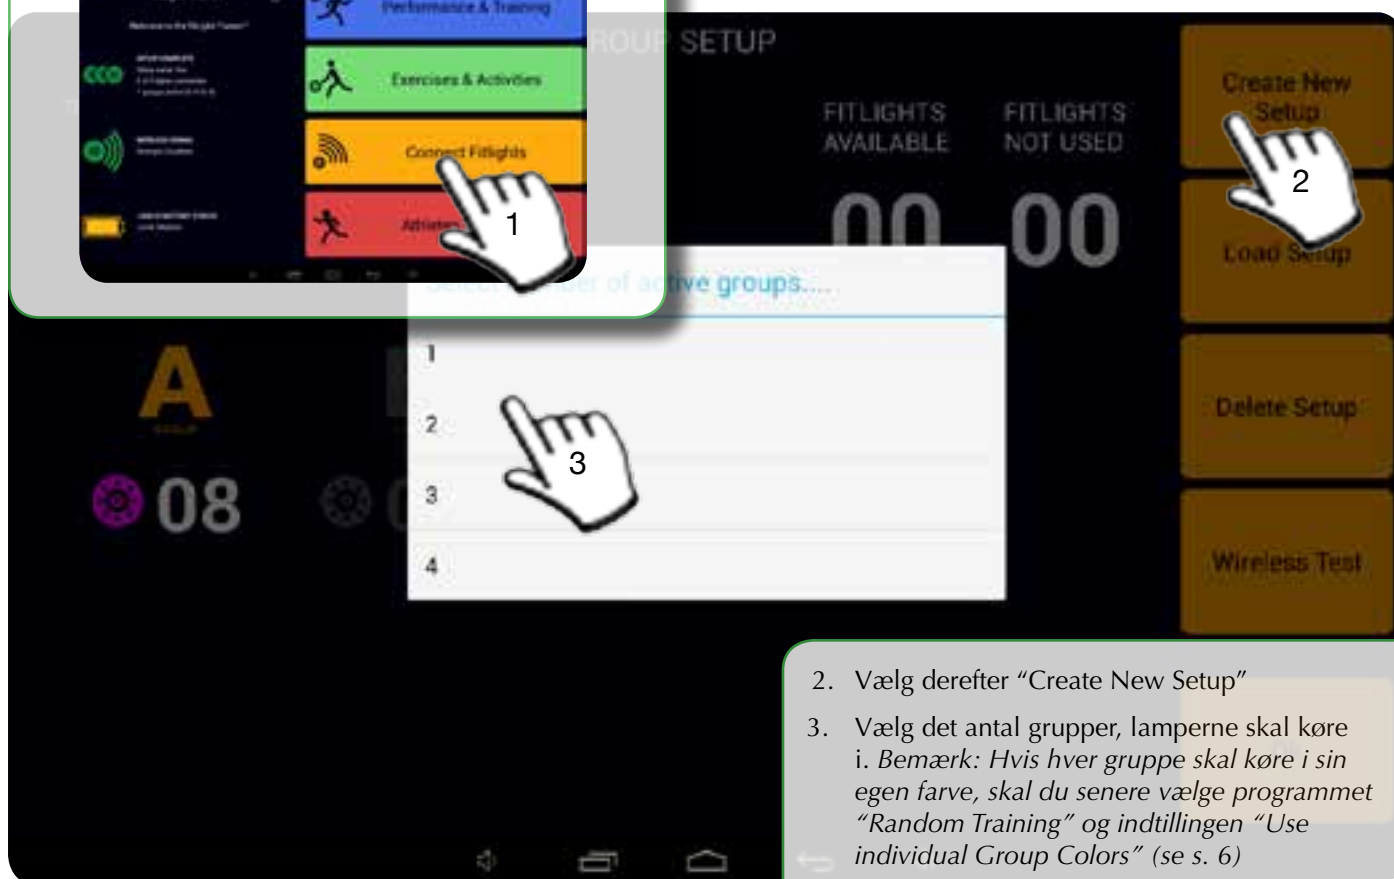 Performance & Training
Exercises & Activities
Connect Fitlights
1
GROUP SETUP
FITLIGHTS AVAILABLE
FITLIGHTS NOT USED
00
00
Create New Setup
2
Load Setup
Delete Setup
Wireless Test
active groups....
1
2
3
4
3
A
08
2. Vælg derefter “Create New Setup”
3. Vælg det antal grupper, lamperne skal køre
i. Bemærk: Hvis hver gruppe skal køre i sin
egen farve, skal du senere vælge programmet
“Random Training” og indtillingen “Use
individual Group Colors” (se s. 6)